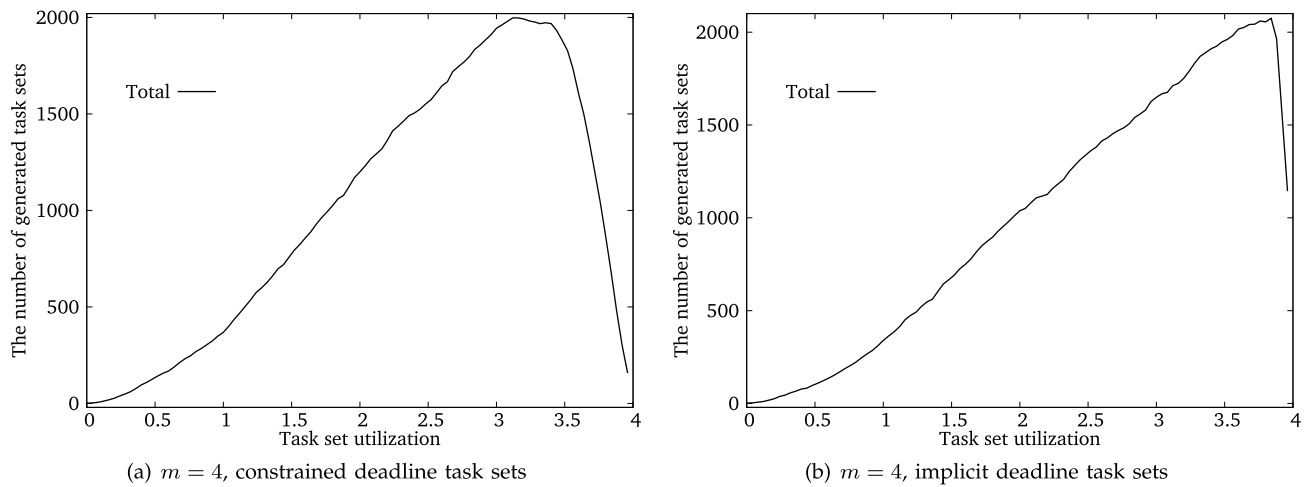 The number of generated task sets
2000
1500
1000
500
0
Total
0 0.5 1 1.5 2 2.5 3 3.5 4
Task set utilization
(a) m = 4, constrained deadline task sets
The number of generated task sets
2000
1500
1000
500
0
Total
0 0.5 1 1.5 2 2.5 3 3.5 4
Task set utilization
(b) m = 4, implicit deadline task sets